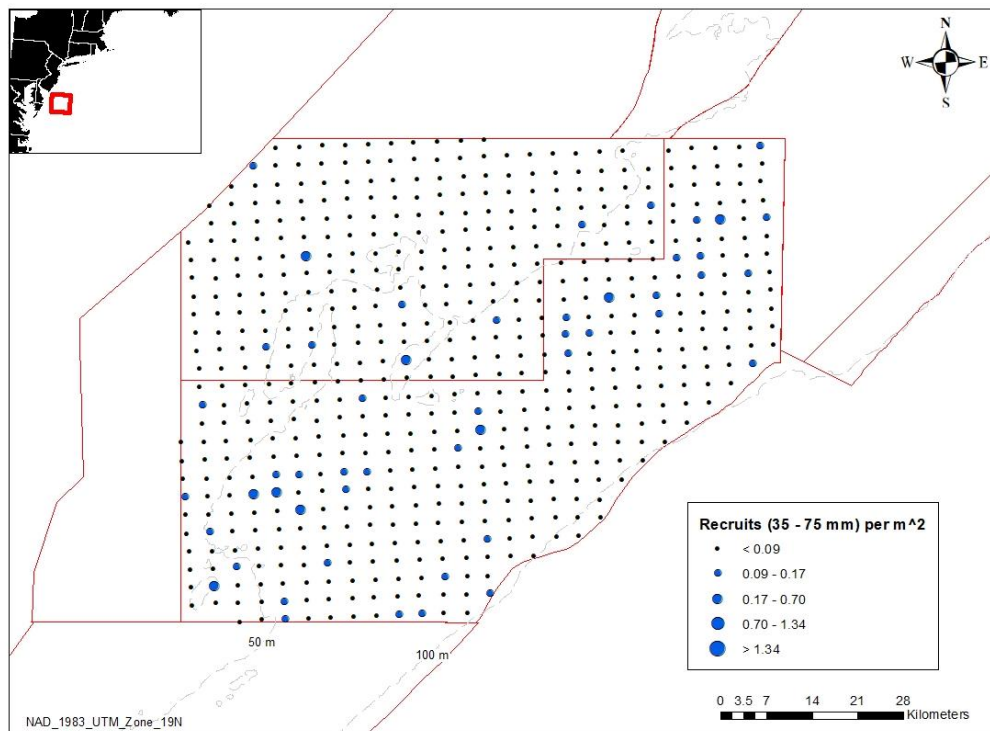 N
W E
S
Recruits (35 - 75 mm) per m^2
< 0.09
0.09 - 0.17
0.17 - 0.70
0.70 - 1.34
> 1.34
50 m
100 m
0 3.5 7 14 21 28
Kilometers
NAD_1983_UTM_Zone_19N